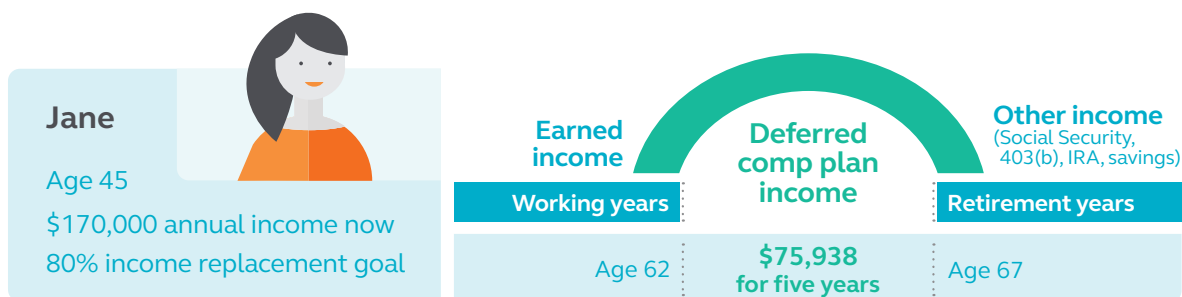 Jane
Age 45
$170,000 annual income now
80% income replacement goal
Earned
income
Deferred
comp plan
income
Other income
(Social Security,
403(b), IRA, savings)
Working years
Retirement years
Age 62
$75,938
for five years
Age 67